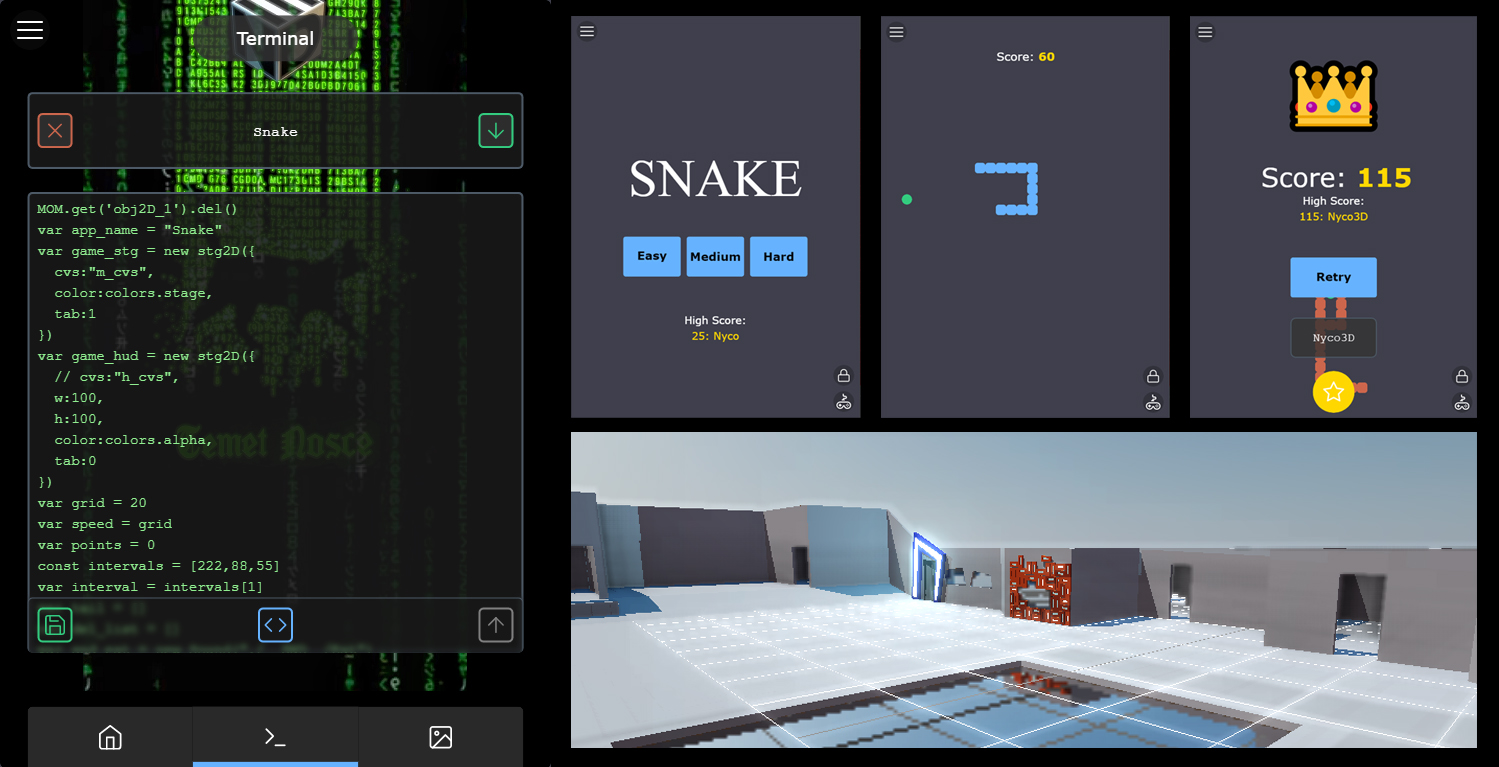 Terminal
Snake
MOM.get('obj2D_1').del()
var app_name = "Snake"
var game_stg = new stg2D({
  cvs:"m_cvs",
  color:colors.stage,
  tab:1
})
var game_hud = new stg2D({
  // cvs:"h_cvs",
  w:100,
  h:100,
  color:colors.alpha,
  tab:0
})
var grid = 20
var speed = grid
var points = 0
const intervals = [222,88,55]
var interval = intervals[1]
Temet Nosce
SNAKE
Easy Medium Hard
High Score:
25: Nyco
Score: 60
Score: 115
High Score:
115: Nyco3D
Retry
Nyco3D